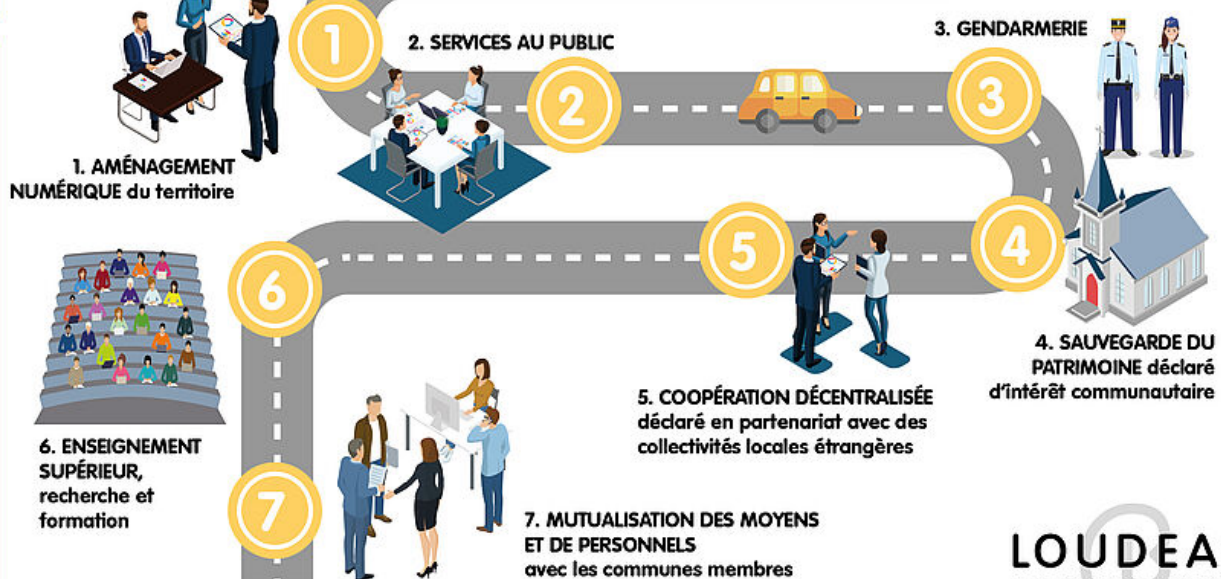 1
2. SERVICES AU PUBLIC
3. GENDARMERIE
2
3
1. AMÉNAGEMENT
NUMÉRIQUE du territoire
5
4
6
4. SAUVEGARDE DU
PATRIMOINE déclaré
d'intérêt communautaire
5. COOPÉRATION DÉCENTRALISÉE
déclaré en partenariat avec des
collectivités locales étrangères
6. ENSEIGNEMENT
SUPÉRIEUR,
recherche et
formation
7
7. MUTUALISATION DES MOYENS
ET DE PERSONNELS
avec les communes membres
LOUDEA